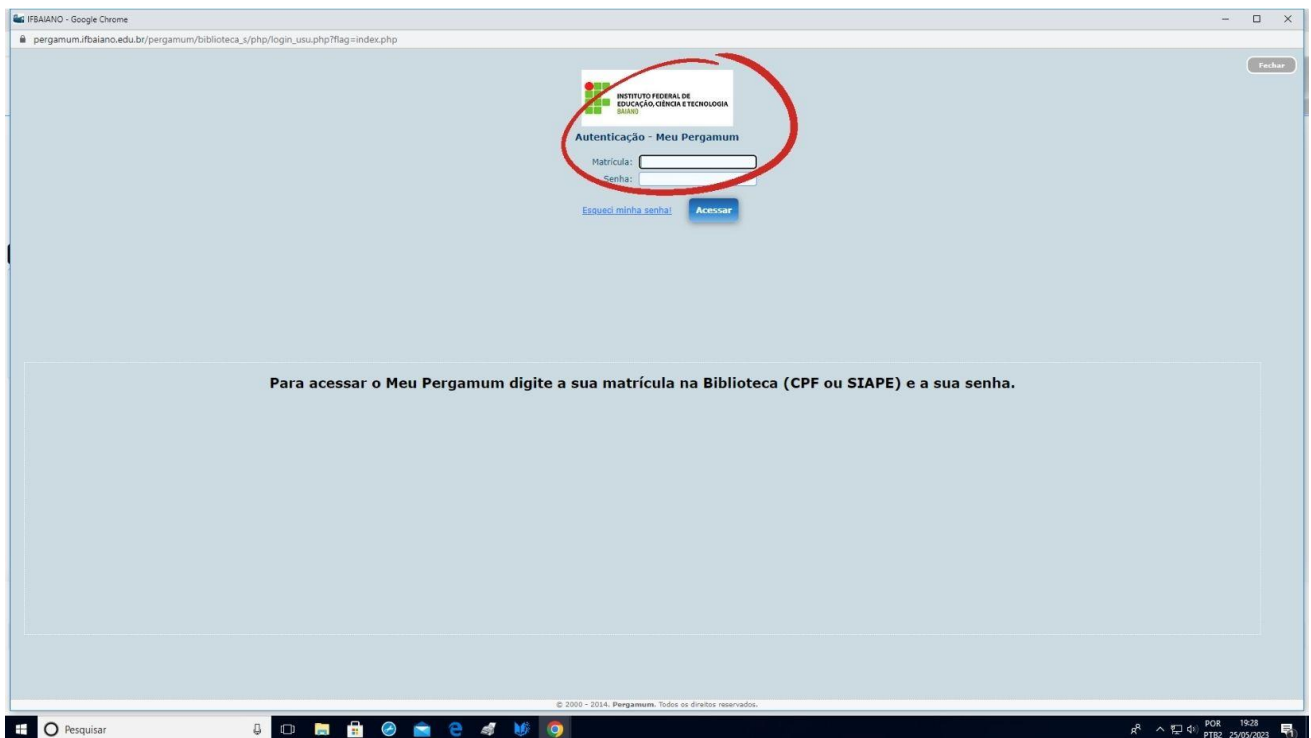 IFBAIANO - Google Chrome
pergamum.ifbaiano.edu.br/pergamum/biblioteca_s/php/login_usu.php?flag=index.php
Fechar
INSTITUTO FEDERAL DE
EDUCAÇÃO, CIÊNCIA E TECNOLOGIA
BAIANO
Autenticação - Meu Pergamum
Matrícula:
Senha:
Esqueci minha senha! Acessar
Para acessar o Meu Pergamum digite a sua matrícula na Biblioteca (CPF ou SIAPE) e a sua senha.
© 2000 - 2014. Pergamum. Todos os direitos reservados.
Pesquisar
POR 19:28
PTB2 25/05/2023